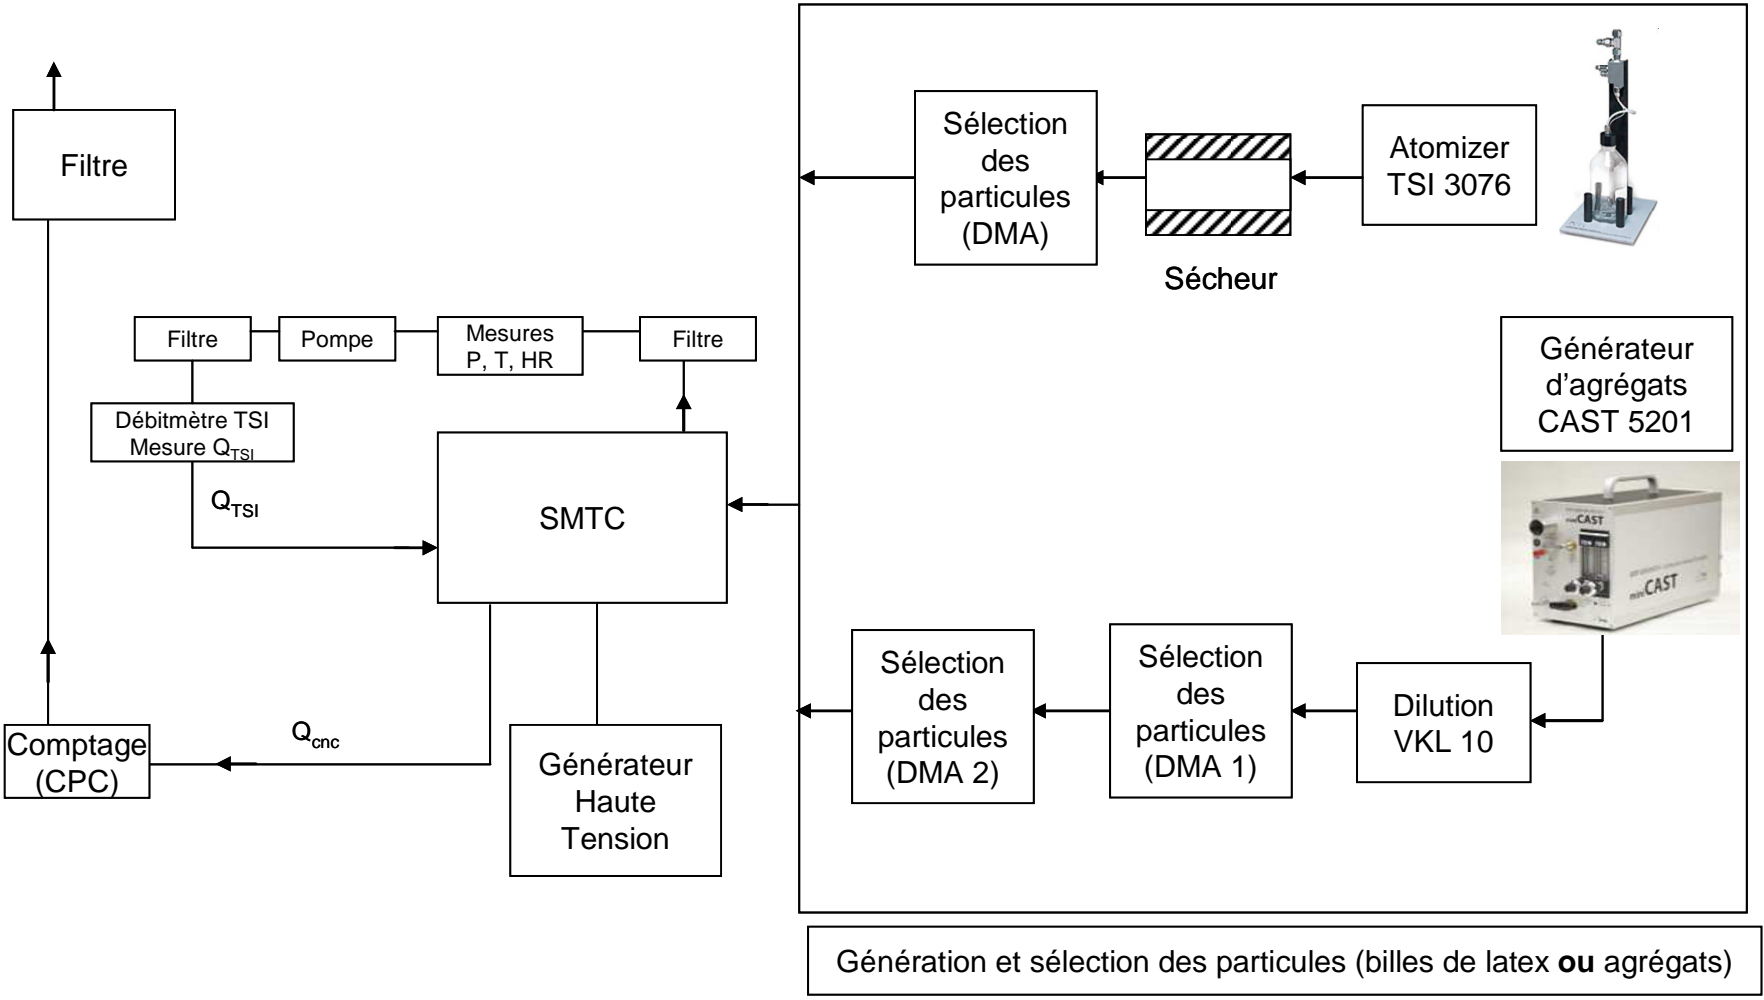 Filtre
Sélection
des
particules
(DMA)
Sécheur
Atomizer
TSI 3076
Filtre
Pompe
Mesures
P, T, HR
Filtre
Débitmètre TSI
Mesure QTSI
QTSI
SMTC
Générateur
d'agrégats
CAST 5201
miniCAST
miniCAST
Sélection
des
particules
(DMA 2)
Sélection
des
particules
(DMA 1)
Dilution
VKL 10
Comptage
(CPC)
Qcnc
Générateur
Haute
Tension
Génération et sélection des particules (billes de latex ou agrégats)